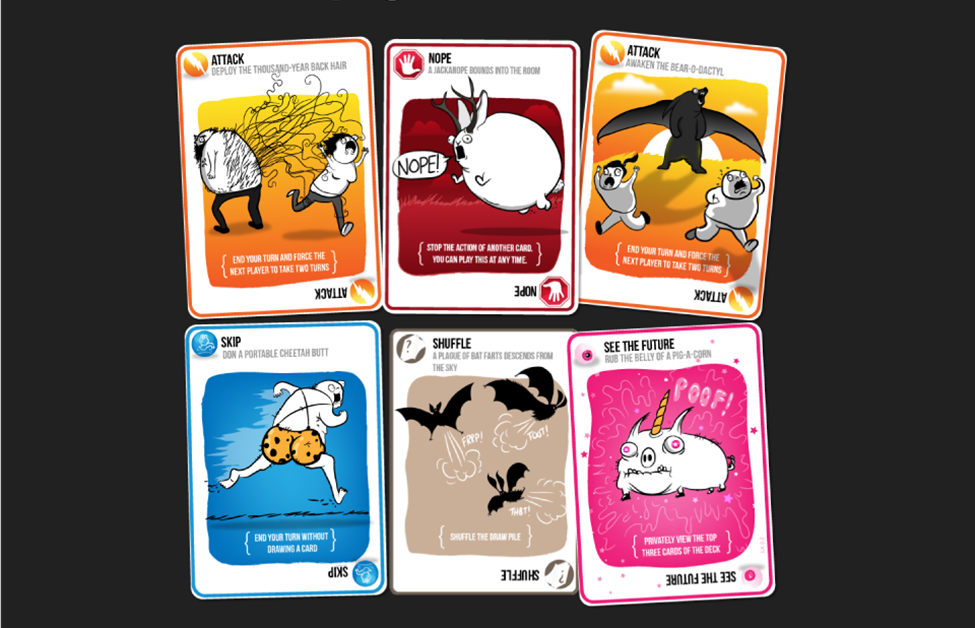 ATTACK
DEPLOY THE THOUSAND-YEAR BACK HAIR
END YOUR TURN AND FORCE THE
NEXT PLAYER TO TAKE TWO TURNS
ATTACK
NOPE
A JACKANOPE BOUNDS INTO THE ROOM
NOPE!
STOP THE ACTION OF ANOTHER CARD.
YOU CAN PLAY THIS AT ANY TIME.
NOPE
ATTACK
AWAKEN THE BEAR-O-DACTYL
END YOUR TURN AND FORCE THE
NEXT PLAYER TO TAKE TWO TURNS
ATTACK
SKIP
DON A PORTABLE CHEETAH BUTT
END YOUR TURN WITHOUT
DRAWING A CARD
SKIP
?
SHUFFLE
A PLAGUE OF BAT FARTS DESCENDS FROM
THE SKY
FRRP!
TOOT!
THBT!
SHUFFLE THE DRAW PILE
SHUFFLE
?
SEE THE FUTURE
RUB THE BELLY OF A PIG-A-CORN
POOF!
PRIVATELY VIEW THE TOP
THREE CARDS OF THE DECK
SEE THE FUTURE